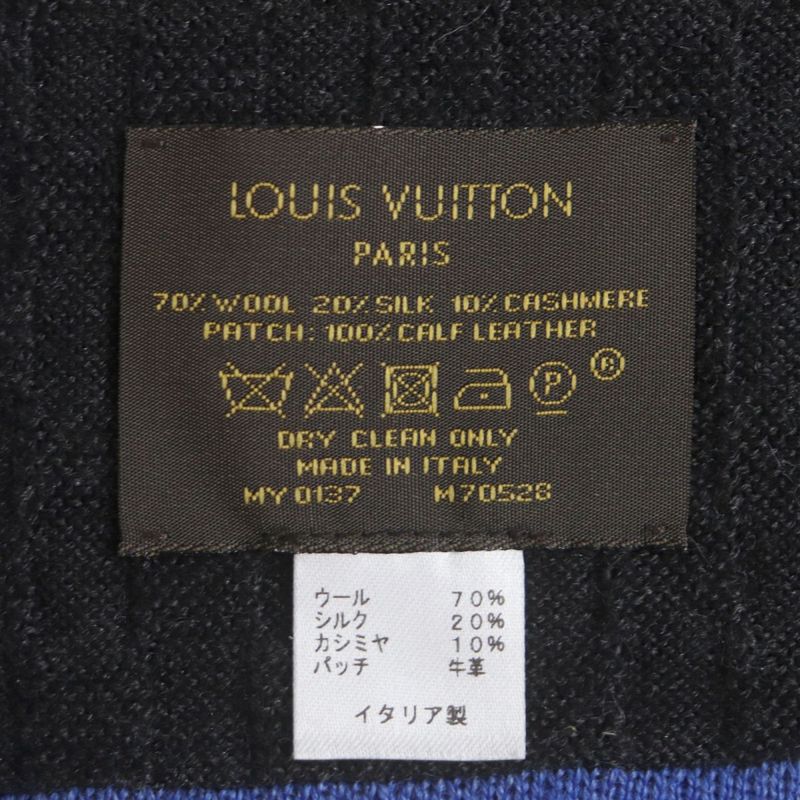 LOUIS VUITTON
PARIS
70% WOOL 20% SILK 10% CASHMERE
PATCH: 100% CALF LEATHER
P ®
DRY CLEAN ONLY
MADE IN ITALY
MY0137 M70528
ウール 70%
シルク 20%
カシミヤ 10%
パッチ 牛革
イタリア製